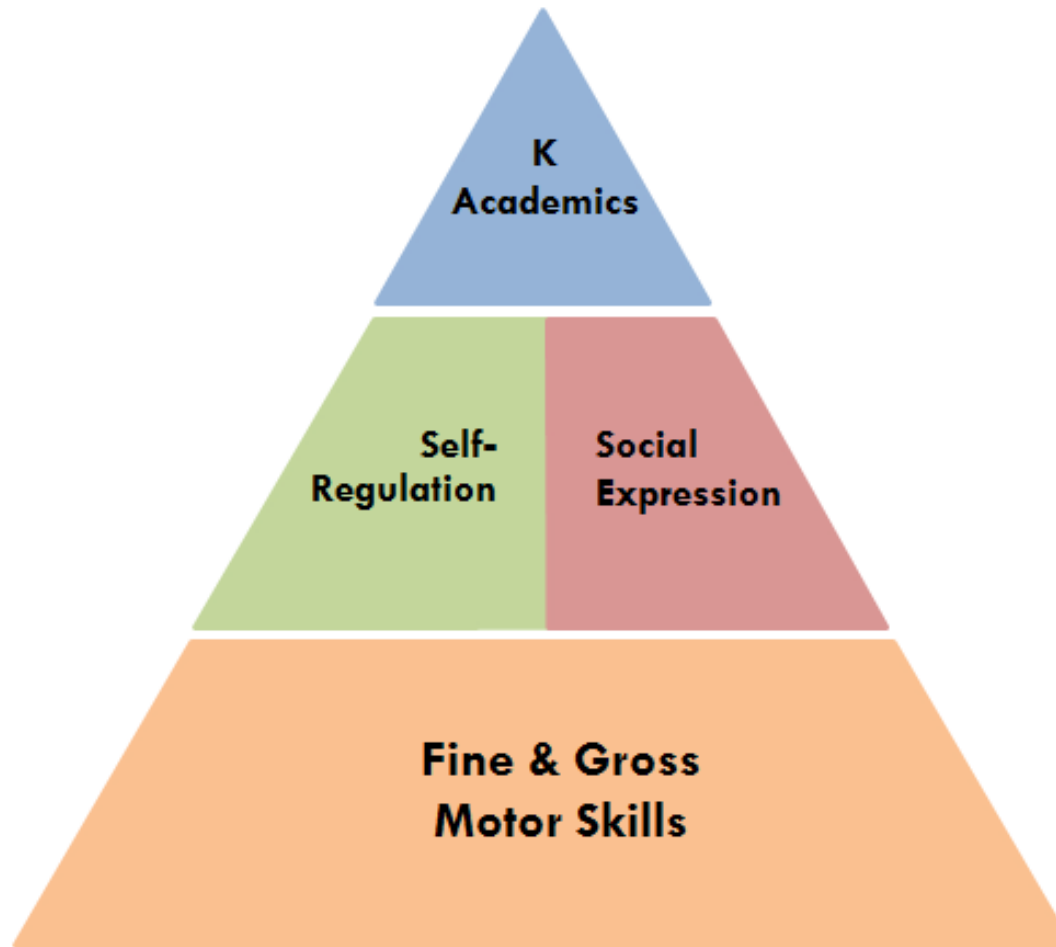 K
Academics
Self-
Regulation
Social
Expression
Fine & Gross
Motor Skills